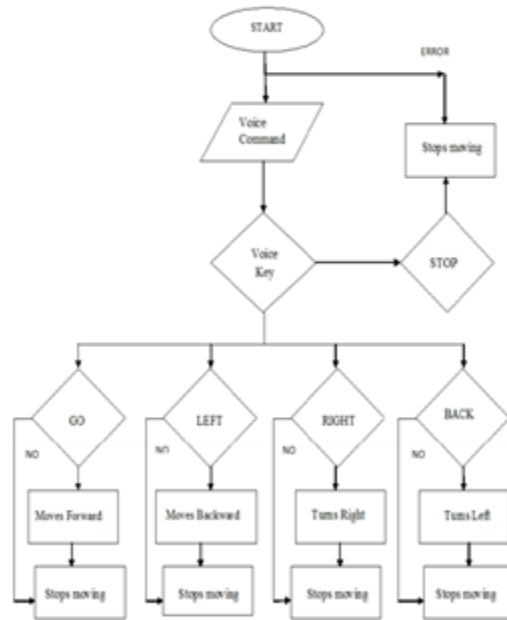 START
ERROR
Voice
Command
Stops moving
Voice
Key
STOP
GO
LEFT
RIGHT
BACK
NO
NO
NO
NO
Moves Forward
Moves Backward
Turns Right
Turns Left
Stops moving
Stops moving
Stops moving
Stops moving